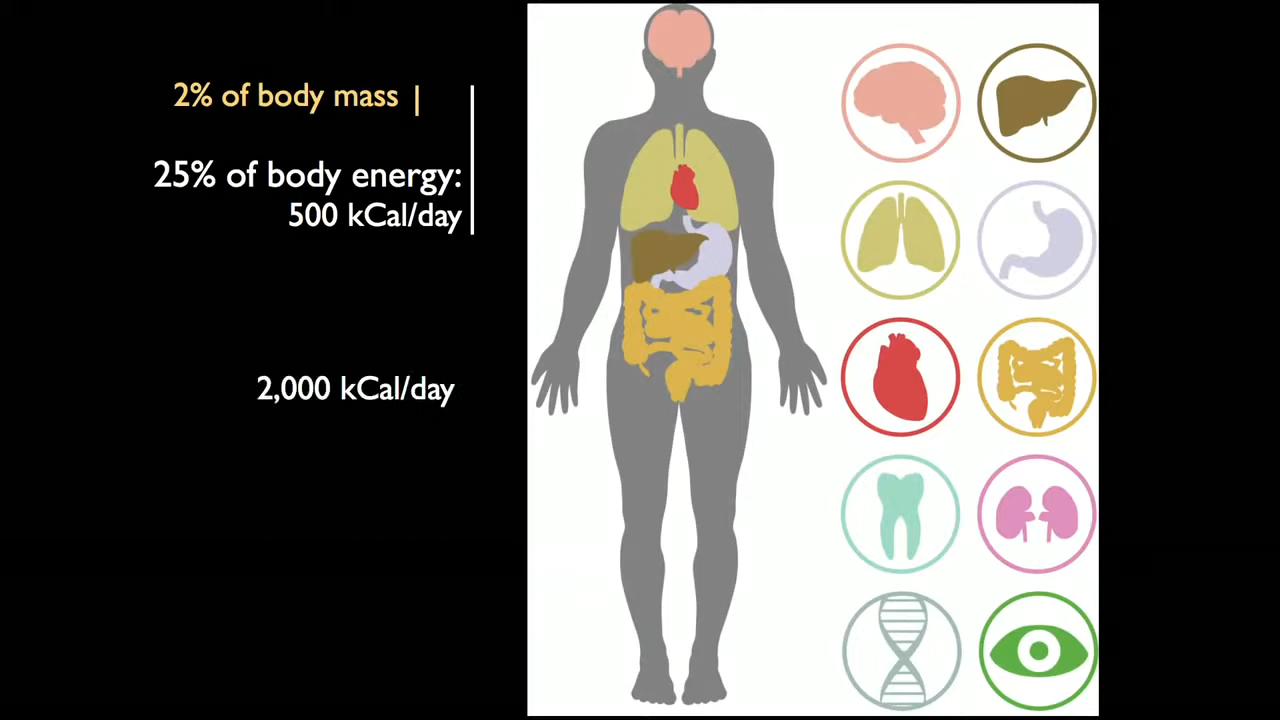 2% of body mass
25% of body energy:
500 kCal/day
2,000 kCal/day